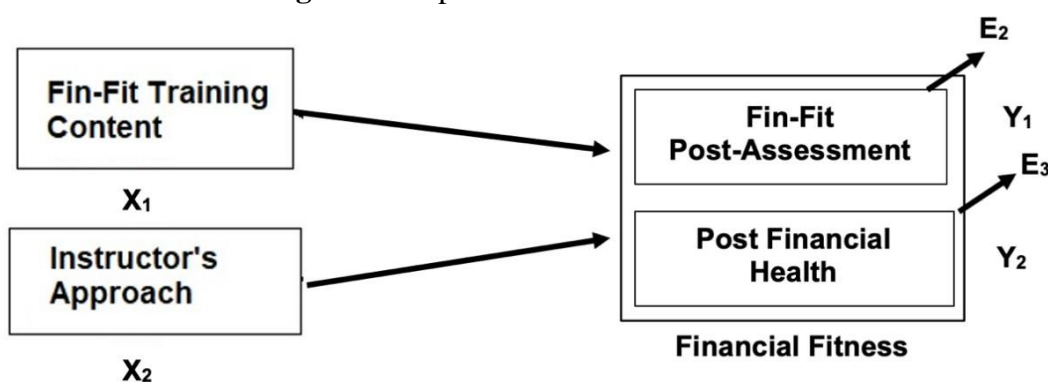 Fin-Fit Training
Content
X1
Instructor's
Approach
X2
E2
Fin-Fit
Post-Assessment
Y1
E3
Post Financial
Health
Y2
Financial Fitness